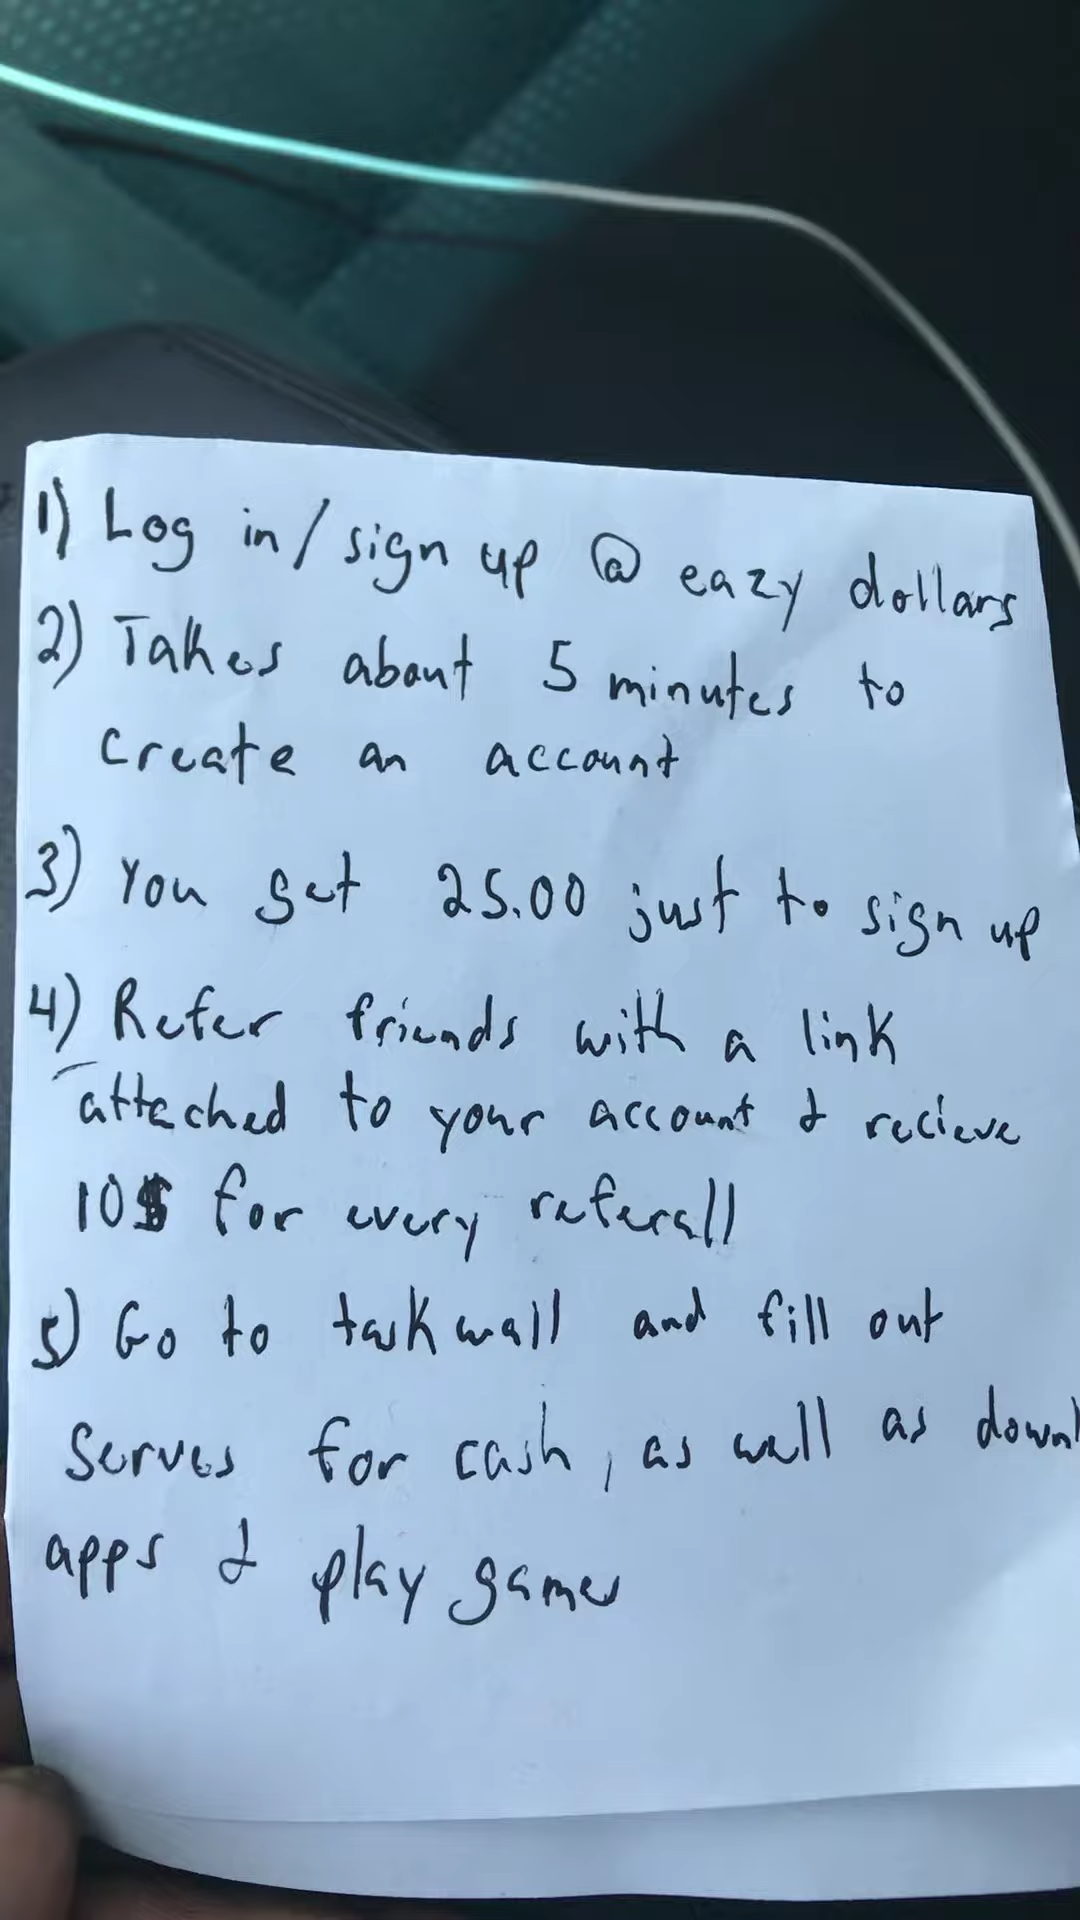 1) Log in/sign up @ eazy dollars
2) Takes about 5 minutes to
create an account
3) You get 25.00 just to sign up
4) Refer friends with a link
attached to your account & recieve
10$ for every referall
5) Go to taskwall and fill out
Serves for cash, as well as downl
apps & play games